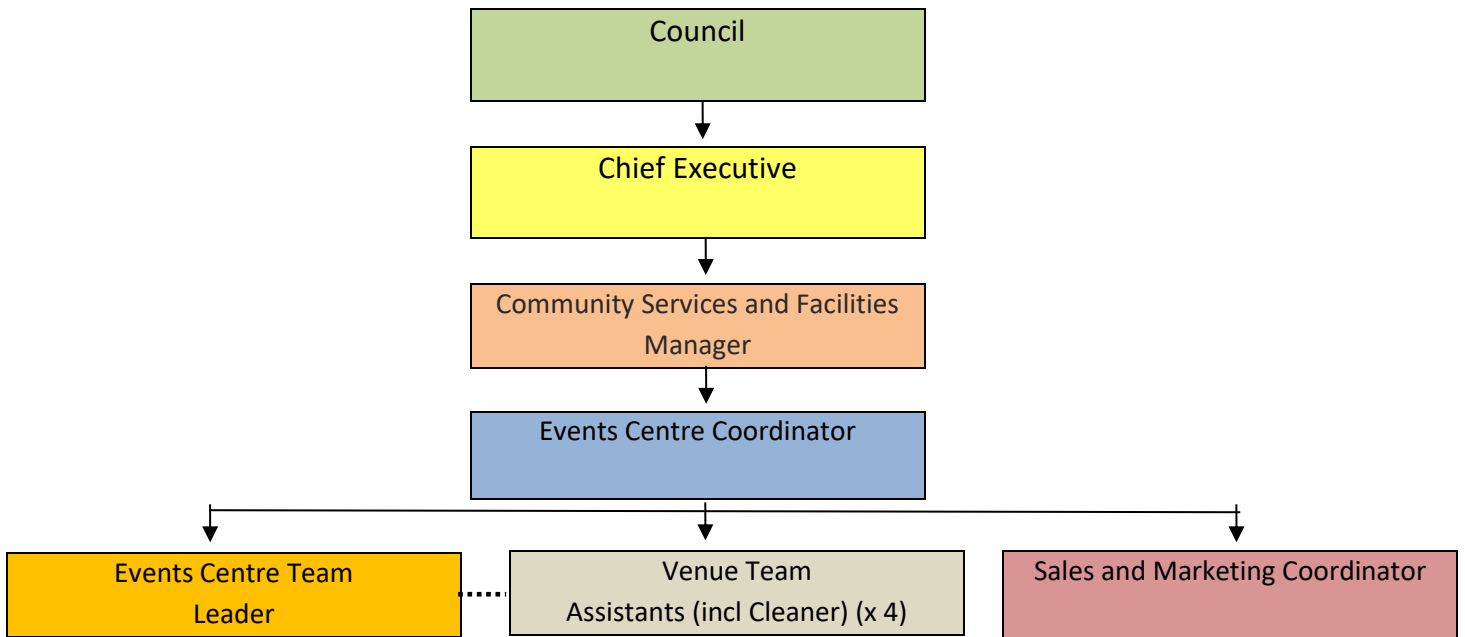 Council
Chief Executive
Community Services and Facilities
Manager
Events Centre Coordinator
Events Centre Team
Leader
Venue Team
Assistants (incl Cleaner) (x 4)
Sales and Marketing Coordinator